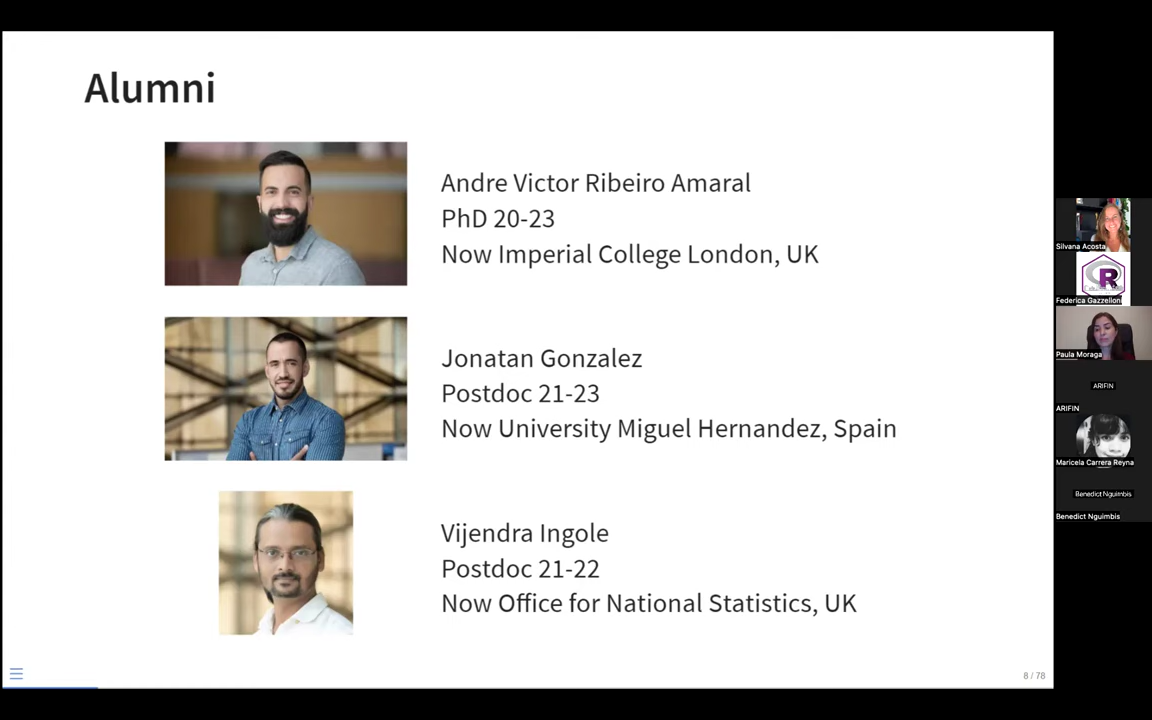 Alumni
Andre Victor Ribeiro Amaral
PhD 20-23
Now Imperial College London, UK
Jonatan Gonzalez
Postdoc 21-23
Now University Miguel Hernandez, Spain
Vijendra Ingole
Postdoc 21-22
Now Office for National Statistics, UK
8 / 78
Silvana Acosta
R
Federica Gazzelloni
Paula Moraga
ARIFIN
ARIFIN
Maricela Carrera Reyna
Benedict Nguimbis
Benedict Nguimbis